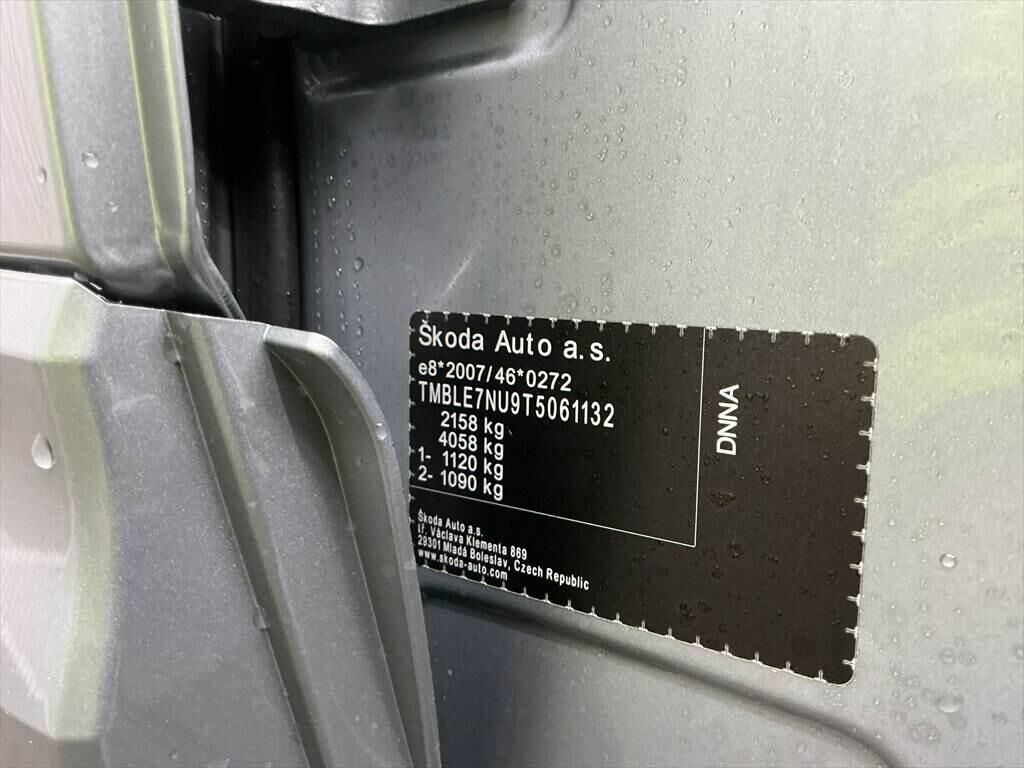 Škoda Auto a.s.
e8*2007/46*0272
TMBLE7NU9T5061132
2158 kg
4058 kg
1- 1120 kg
2- 1090 kg
DNNA
Škoda Auto a.s.
tř. Václava Klementa 869
29301 Mladá Boleslav, Czech Republic
www.skoda-auto.com